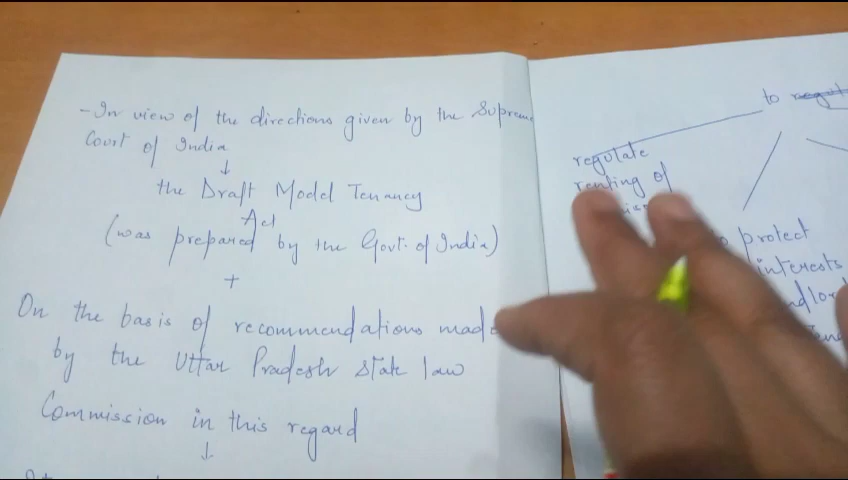 - In view of the directions given by the Supreme
Court of India
↓
the Draft Model Tenancy
Act
(was prepared by the Govt. of India)
+
On the basis of recommendations made
by the Uttar Pradesh State law
Commission in this regard
↓
to
regulate
renting of
protect
interests